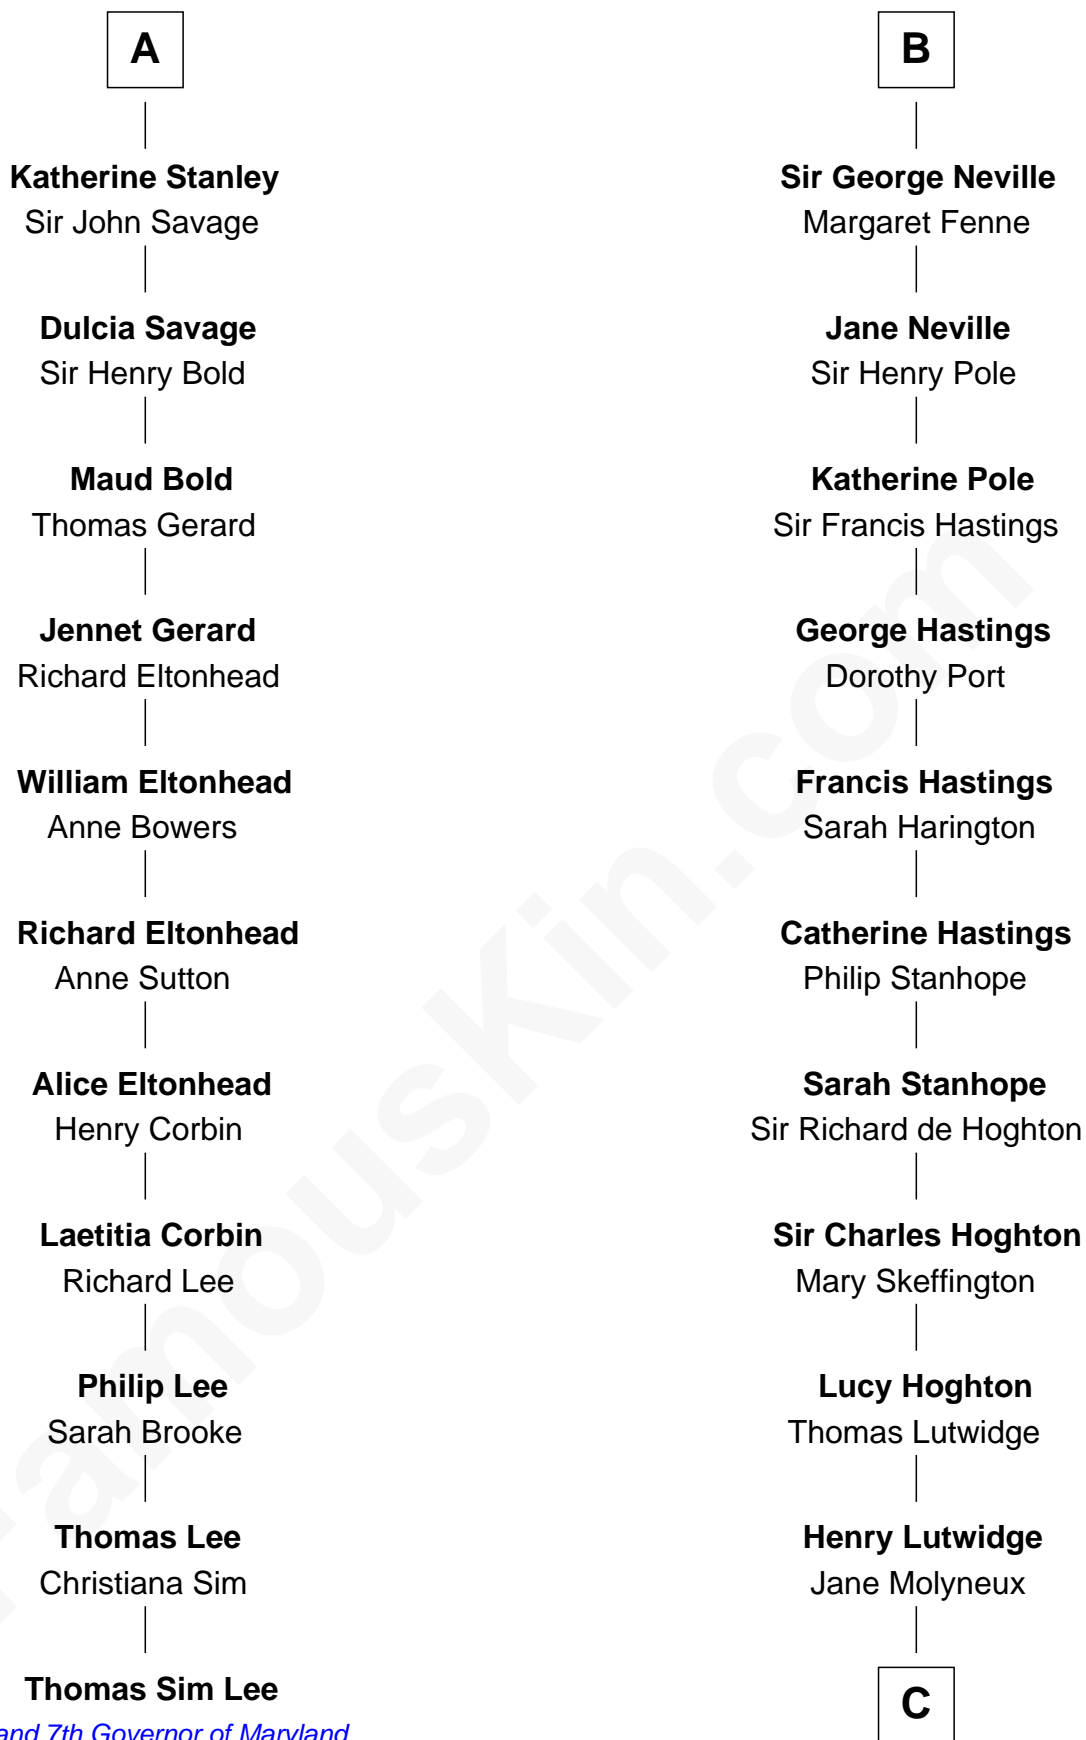 A
Katherine Stanley
Sir John Savage
Dulcia Savage
Sir Henry Bold
Maud Bold
Thomas Gerard
Jennet Gerard
Richard Eltonhead
William Eltonhead
Anne Bowers
Richard Eltonhead
Anne Sutton
Alice Eltonhead
Henry Corbin
Laetitia Corbin
Richard Lee
Philip Lee
Sarah Brooke
Thomas Lee
Christiana Sim
Thomas Sim Lee
and 7th Governor of Maryland
B
Sir George Neville
Margaret Fenne
Jane Neville
Sir Henry Pole
Katherine Pole
Sir Francis Hastings
George Hastings
Dorothy Port
Francis Hastings
Sarah Harington
Catherine Hastings
Philip Stanhope
Sarah Stanhope
Sir Richard de Hoghton
Sir Charles Hoghton
Mary Skeffington
Lucy Hoghton
Thomas Lutwidge
Henry Lutwidge
Jane Molyneux
C
FamousKin.com